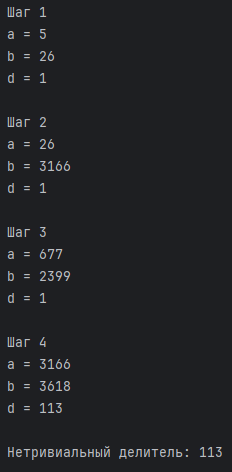 Шаг 1
a = 5
b = 26
d = 1
Шаг 2
a = 26
b = 3166
d = 1
Шаг 3
a = 677
b = 2399
d = 1
Шаг 4
a = 3166
b = 3618
d = 113
Нетривиальный делитель: 113